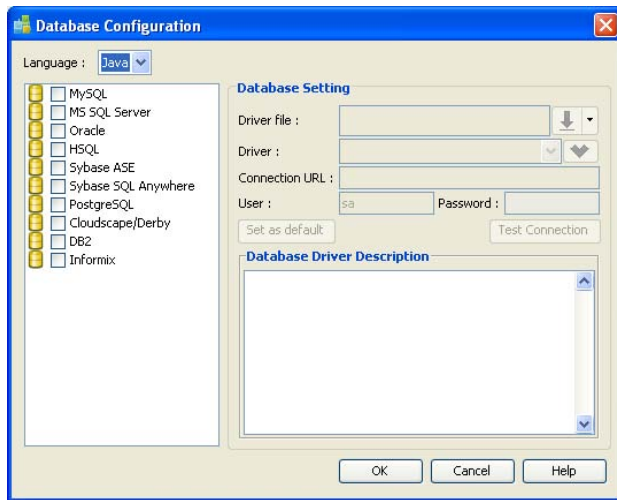 Database Configuration
Language :
Java
MySQL
MS SQL Server
Oracle
HSQL
Sybase ASE
Sybase SQL Anywhere
PostgreSQL
Cloudscape/Derby
DB2
Informix
Database Setting
Driver file :
Driver :
Connection URL :
User : sa Password :
Set as default Test Connection
Database Driver Description
OK Cancel Help